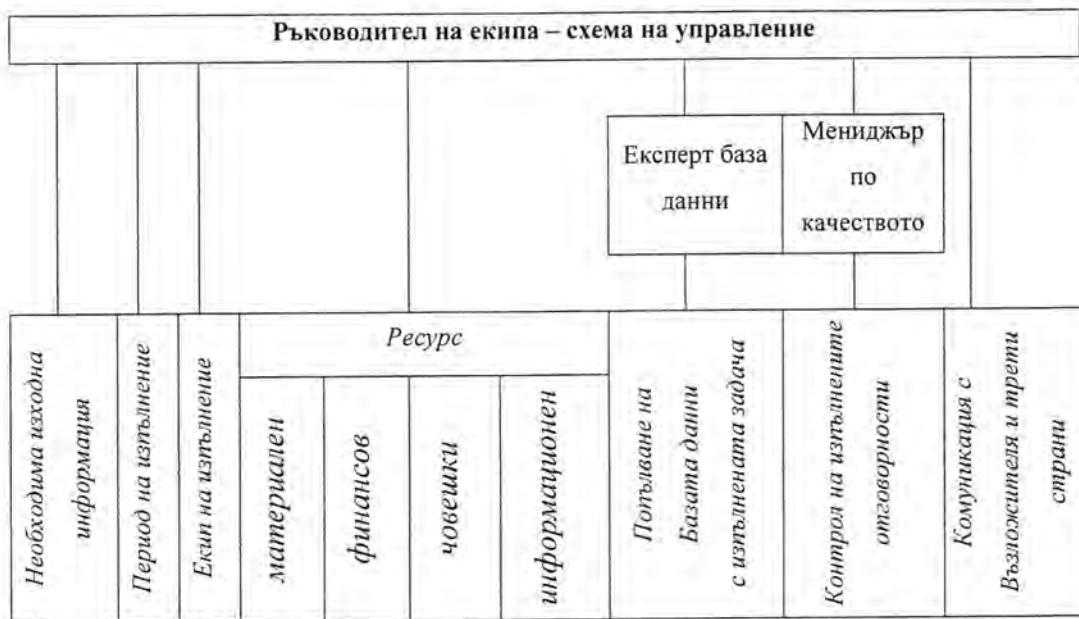 Ръководител на екипа – схема на управление
Експерт база
данни
Мениджър
по
качеството
Необходима изходна
информация
Период на изпълнение
Екип на изпълнение
Ресурс
материален
финансов
човешки
информационен
Попълване на
Базата данни
с изпълнената задача
Контрол на изпълнените
отговорности
Комуникация с
Възложителя и трети
страни